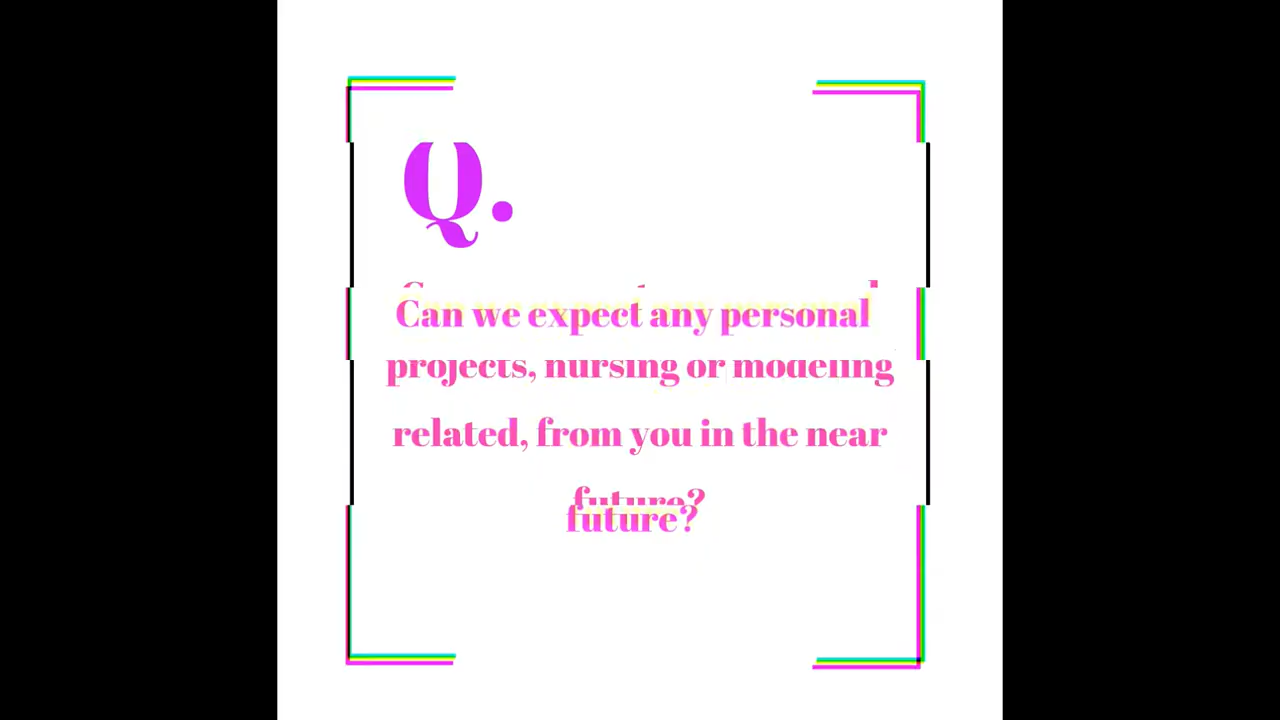 Q.
Can we expect any personal
projects, nursing or modeling
related, from you in the near
future?